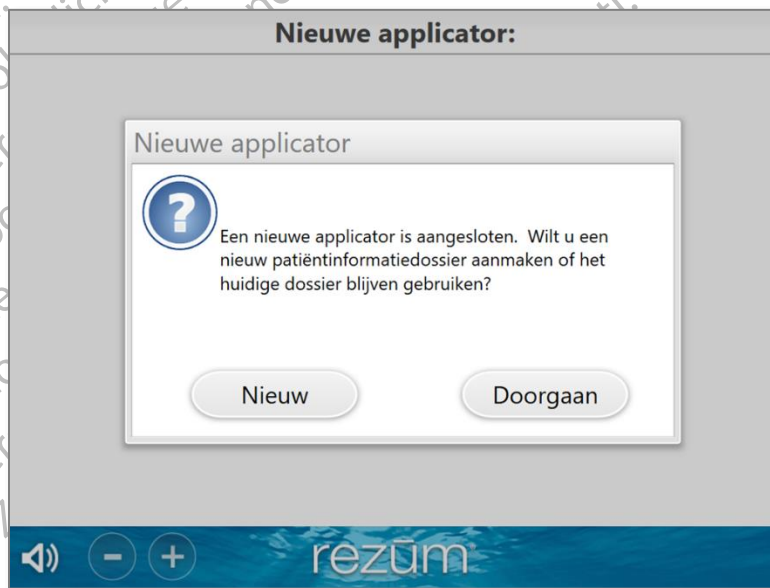 Nieuwe applicator:
Nieuwe applicator
?
Een nieuwe applicator is aangesloten. Wilt u een
nieuw patiëntinformatiedossier aanmaken of het
huidige dossier blijven gebruiken?
Nieuw Doorgaan
- + rezūm